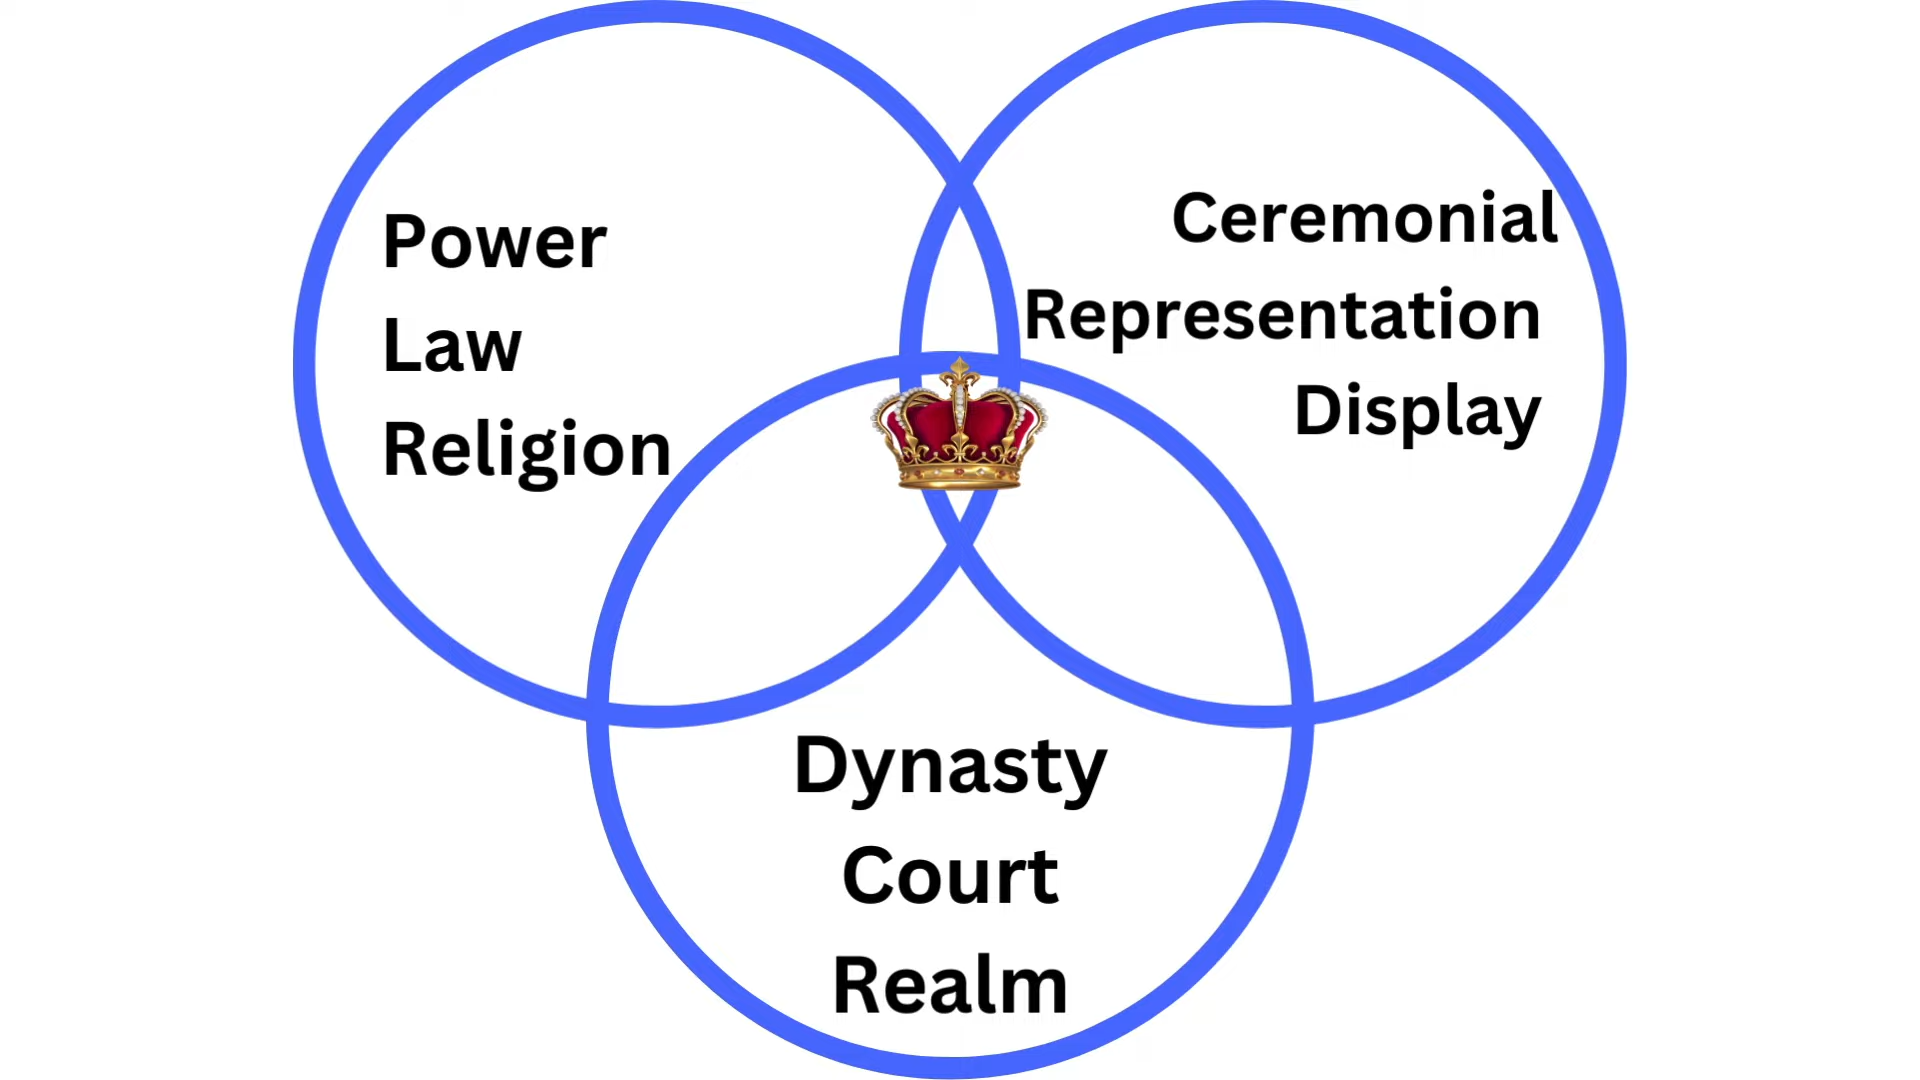 Power
Law
Religion
Ceremonial
Representation
Display
Dynasty
Court
Realm